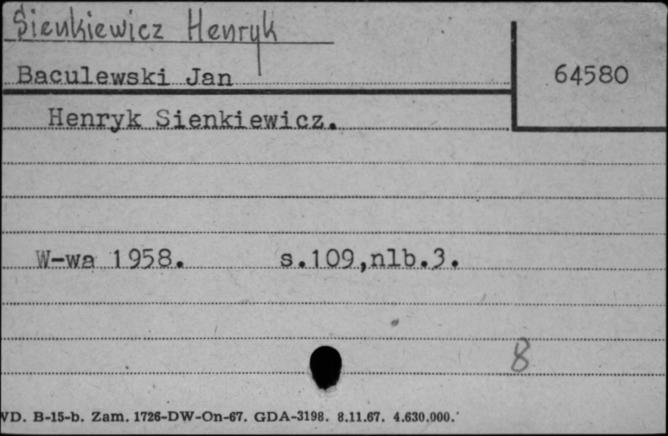 Sienkiewicz Henryk
Baculewski Jan
64580
Henryk Sienkiewicz.
W-wa 1958. s.109,nlb.3.
8
VD. B-15-b. Zam. 1726-DW-On-67. GDA-3198. 8.11.67. 4.630.000.